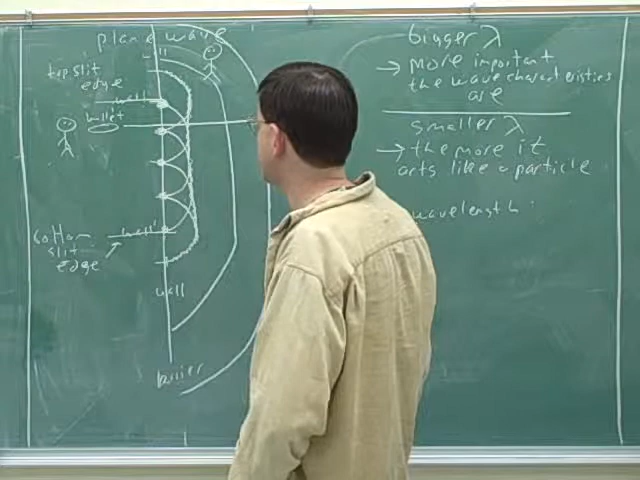 plane wave
wall
top slit
edge
wall
bullet
bottom
slit
edge
wall
wall
barrier
bigger λ
→ more important
the wave characteristics
are
smaller λ
→ the more it
acts like a particle
wavelength